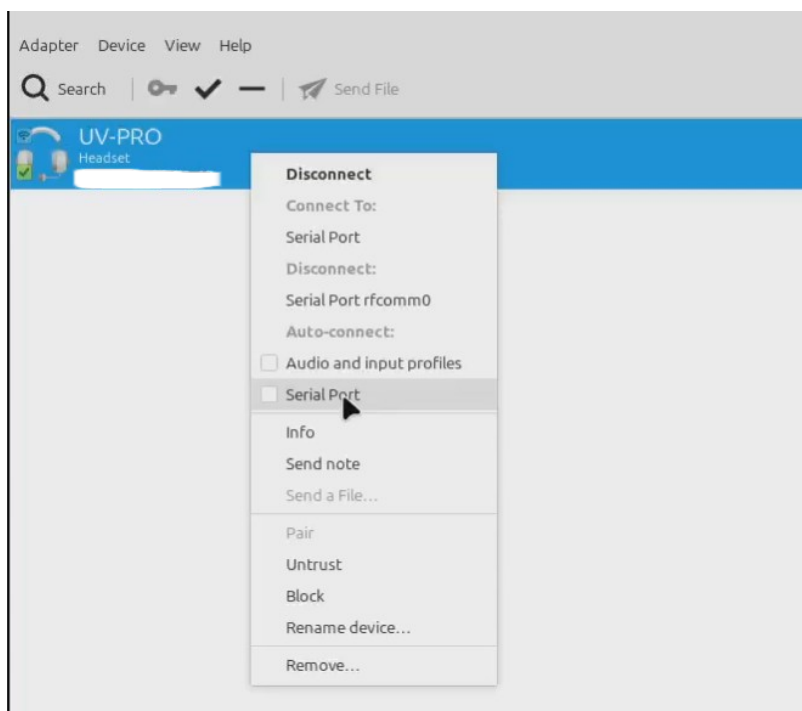 Adapter Device View Help
Search Send File
UV-PRO
Headset
Disconnect
Connect To:
Serial Port
Disconnect:
Serial Port rfcomm0
Auto-connect:
Audio and input profiles
Serial Port
Info
Send note
Send a File...
Pair
Untrust
Block
Rename device...
Remove...